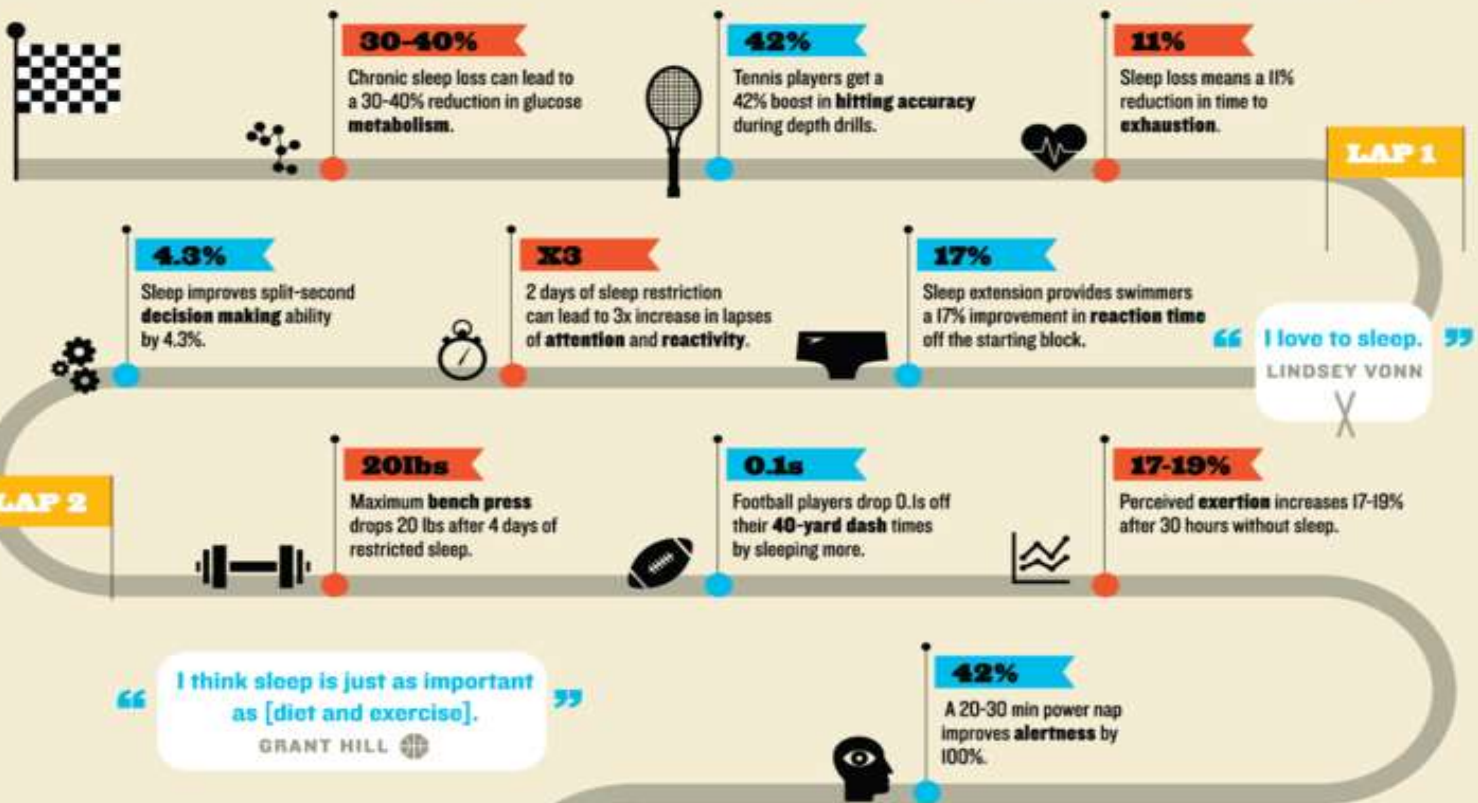 30-40%
Chronic sleep loss can lead to
a 30-40% reduction in glucose
metabolism.
42%
Tennis players get a
42% boost in hitting accuracy
during depth drills.
11%
Sleep loss means a 11%
reduction in time to
exhaustion.
LAP 1
4.3%
Sleep improves split-second
decision making ability
by 4.3%.
X3
2 days of sleep restriction
can lead to 3x increase in lapses
of attention and reactivity.
17%
Sleep extension provides swimmers
a 17% improvement in reaction time
off the starting block.
“ I love to sleep. ”
LINDSEY VONN
LAP 2
20lbs
Maximum bench press
drops 20 lbs after 4 days of
restricted sleep.
0.1s
Football players drop 0.1s off
their 40-yard dash times
by sleeping more.
17-19%
Perceived exertion increases 17-19%
after 30 hours without sleep.
“ I think sleep is just as important
as [diet and exercise]. ”
GRANT HILL
42%
A 20-30 min power nap
improves alertness by
100%.